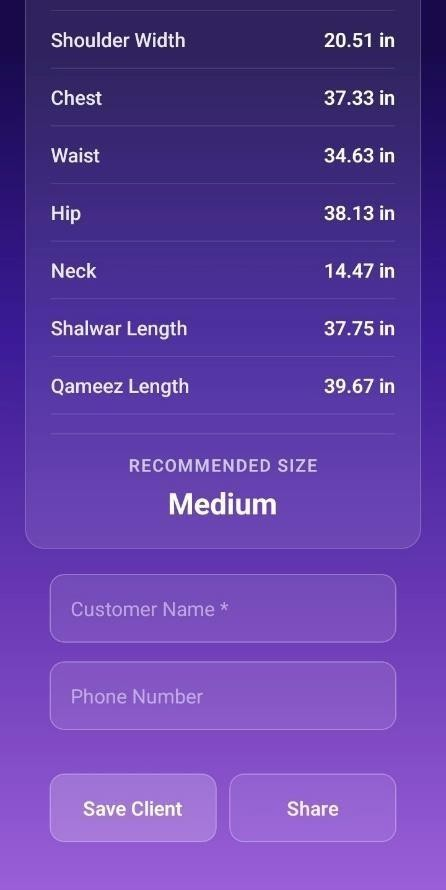 Shoulder Width 20.51 in
Chest 37.33 in
Waist 34.63 in
Hip 38.13 in
Neck 14.47 in
Shalwar Length 37.75 in
Qameez Length 39.67 in
RECOMMENDED SIZE
Medium
Customer Name *
Phone Number
Save Client Share